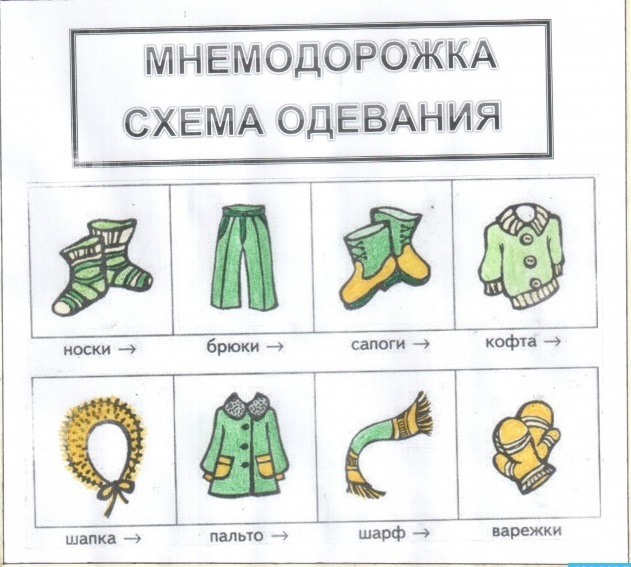 МНЕМОДОРОЖКА
СХЕМА ОДЕВАНИЯ
носки → брюки → сапоги → кофта →
шапка → пальто → шарф → варежки